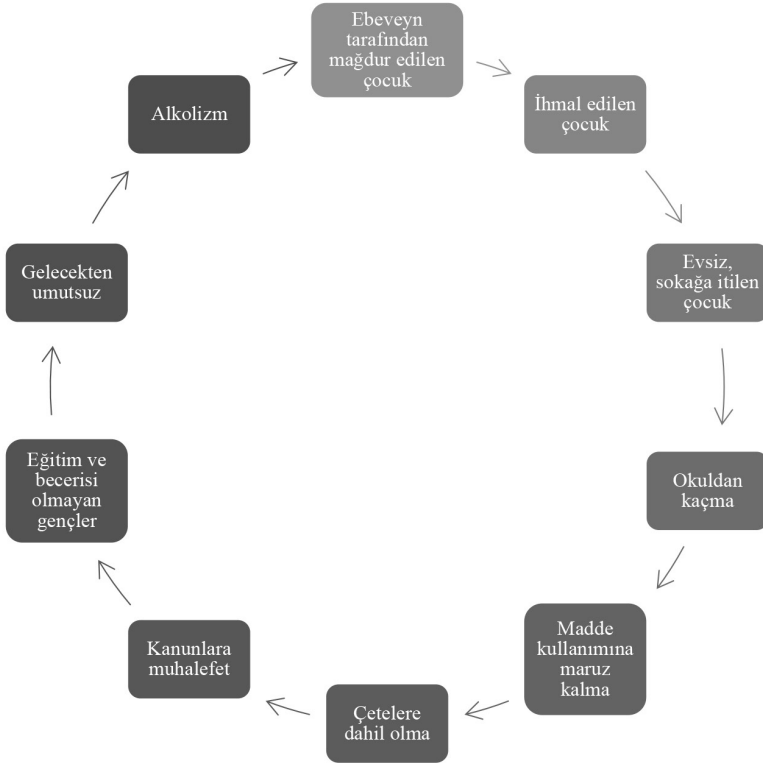 Ebeveyn
tarafından
mağdur edilen
çocuk
İhmal edilen
çocuk
Evsiz,
sokağa itilen
çocuk
Okuldan
kaçma
Madde
kullanımına
maruz
kalma
Çetelere
dahil olma
Kanunlara
muhalefet
Eğitim ve
becerisi
olmayan
gençler
Gelecekten
umutsuz
Alkolizm